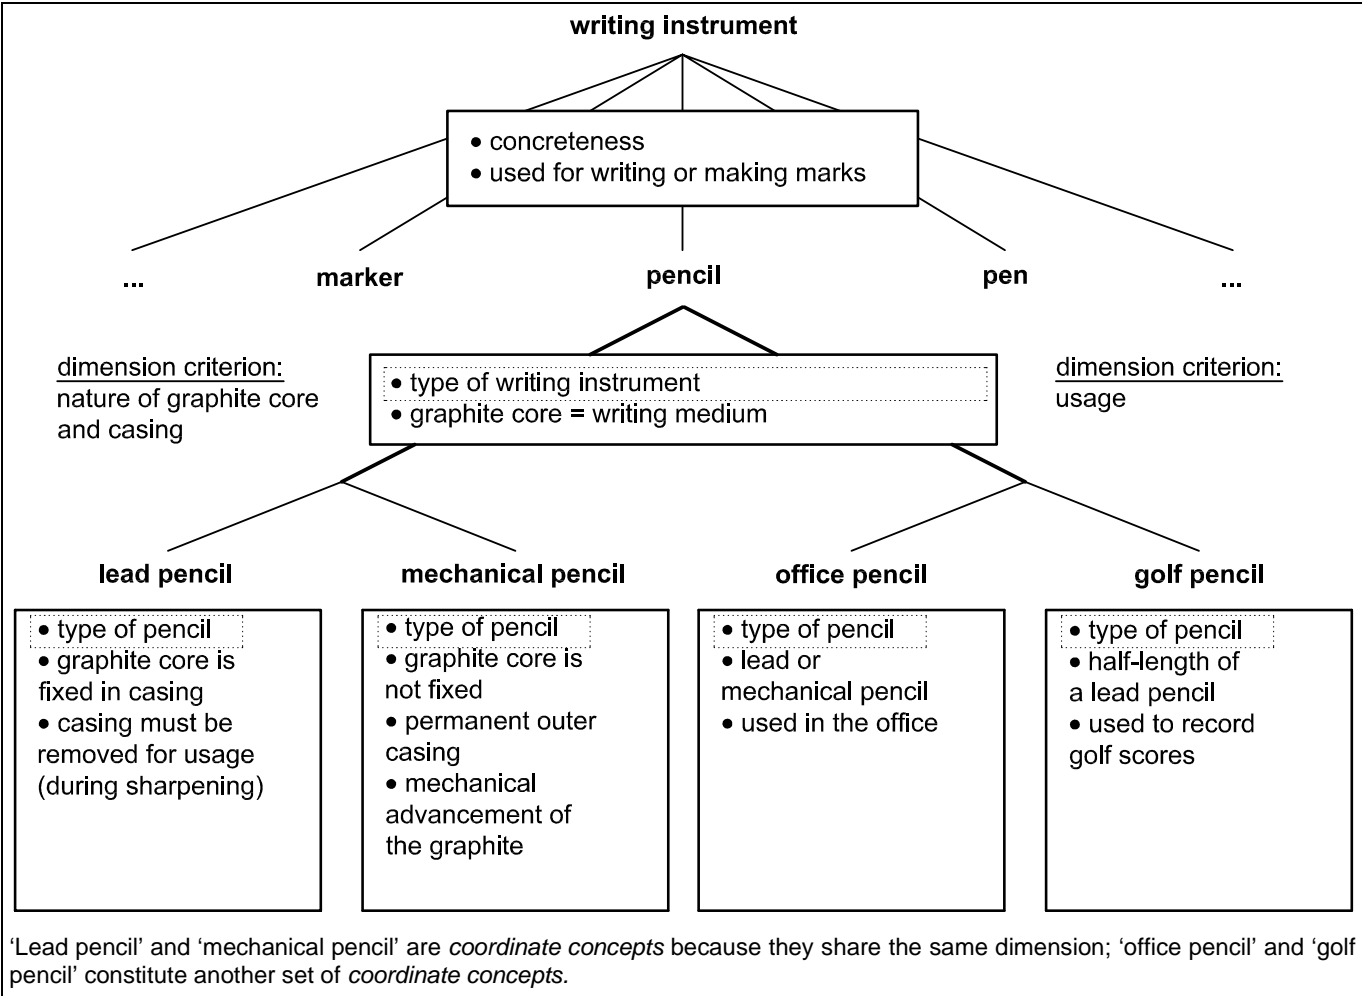 writing instrument
• concreteness
• used for writing or making marks
...
marker
pencil
pen
...
dimension criterion:
nature of graphite core
and casing
• type of writing instrument
• graphite core = writing medium
dimension criterion:
usage
lead pencil
• type of pencil
• graphite core is
fixed in casing
• casing must be
removed for usage
(during sharpening)
mechanical pencil
• type of pencil
• graphite core is
not fixed
• permanent outer
casing
• mechanical
advancement of
the graphite
office pencil
• type of pencil
• lead or
mechanical pencil
• used in the office
golf pencil
• type of pencil
• half-length of
a lead pencil
• used to record
golf scores
‘Lead pencil’ and ‘mechanical pencil’ are coordinate concepts because they share the same dimension; ‘office pencil’ and ‘golf
pencil’ constitute another set of coordinate concepts.